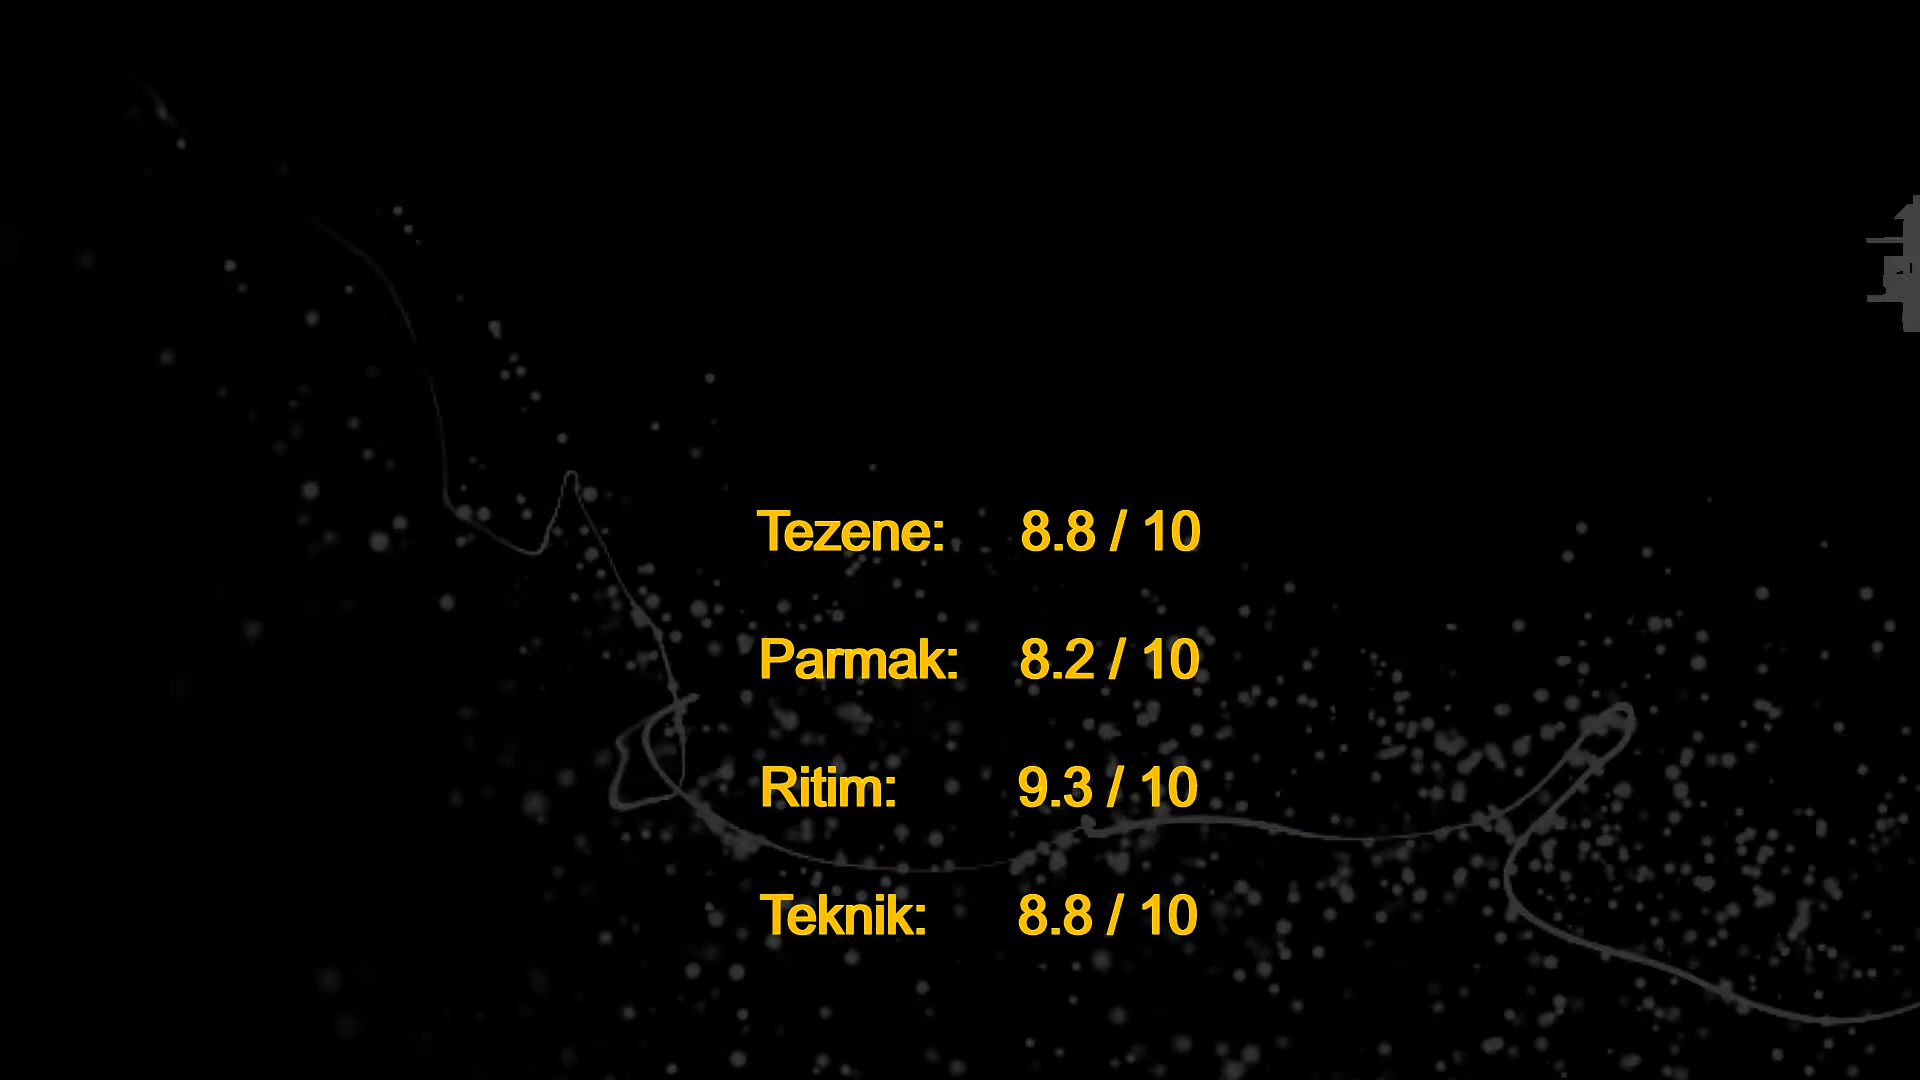 Tezene: 8.8 / 10
Parmak: 8.2 / 10
Ritim: 9.3 / 10
Teknik: 8.8 / 10